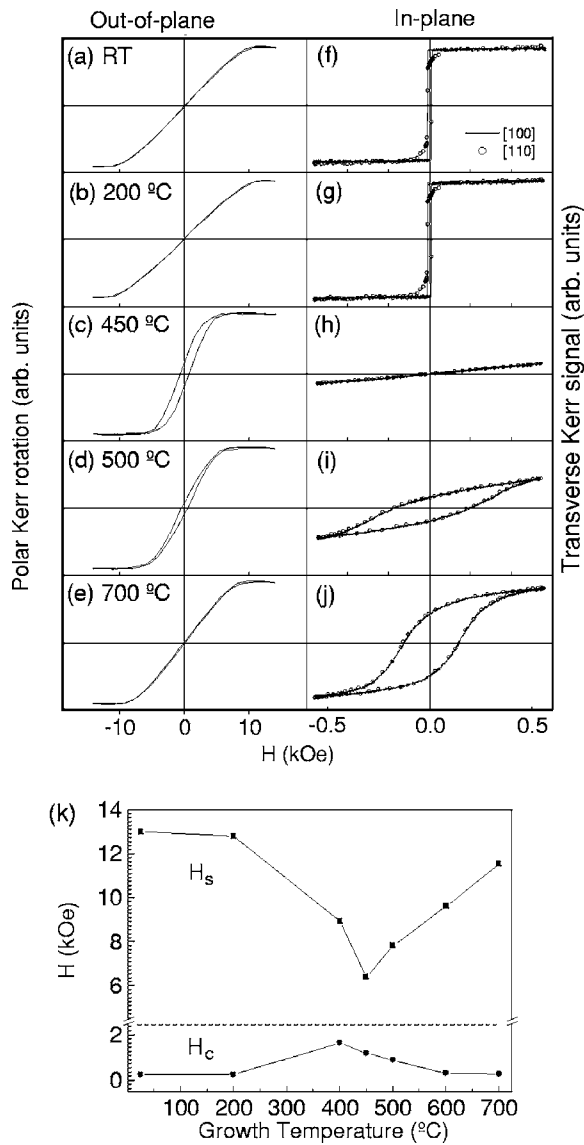 Out-of-plane In-plane
(a) RT
(f)
[100]
[110]
(b) 200 ºC
(g)
(c) 450 ºC
(h)
(d) 500 ºC
(i)
(e) 700 ºC
(j)
Polar Kerr rotation (arb. units)
Transverse Kerr signal (arb. units)
-10 0 10 -0.5 0.0 0.5
H (kOe)
(k)
14
12
10
8
6
2
0
H (kOe)
Hs
Hc
100 200 300 400 500 600 700
Growth Temperature (ºC)